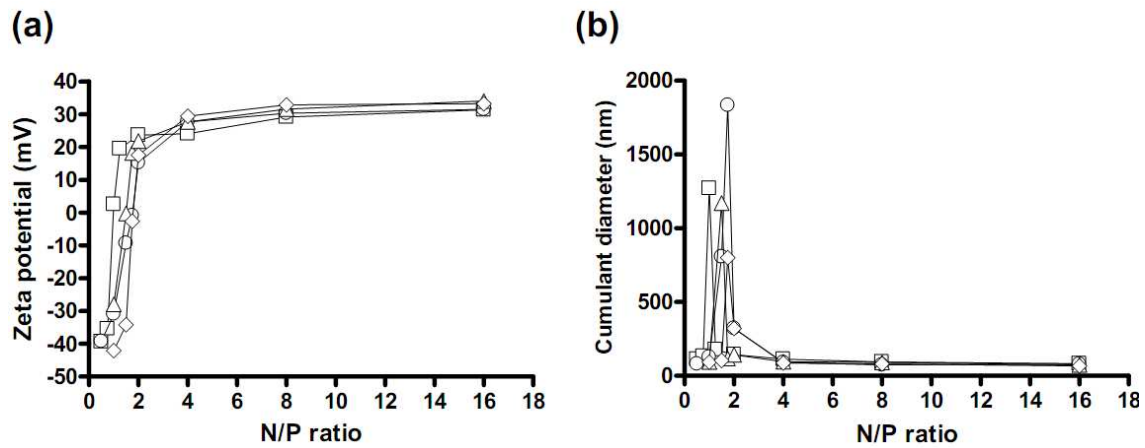 (a)
(b)
Zeta potential (mV)
40
30
20
10
0
-10
-20
-30
-40
-50
0 2 4 6 8 10 12 14 16 18
N/P ratio
Cumulant diameter (nm)
2000
1500
1000
500
0
0 2 4 6 8 10 12 14 16 18
N/P ratio